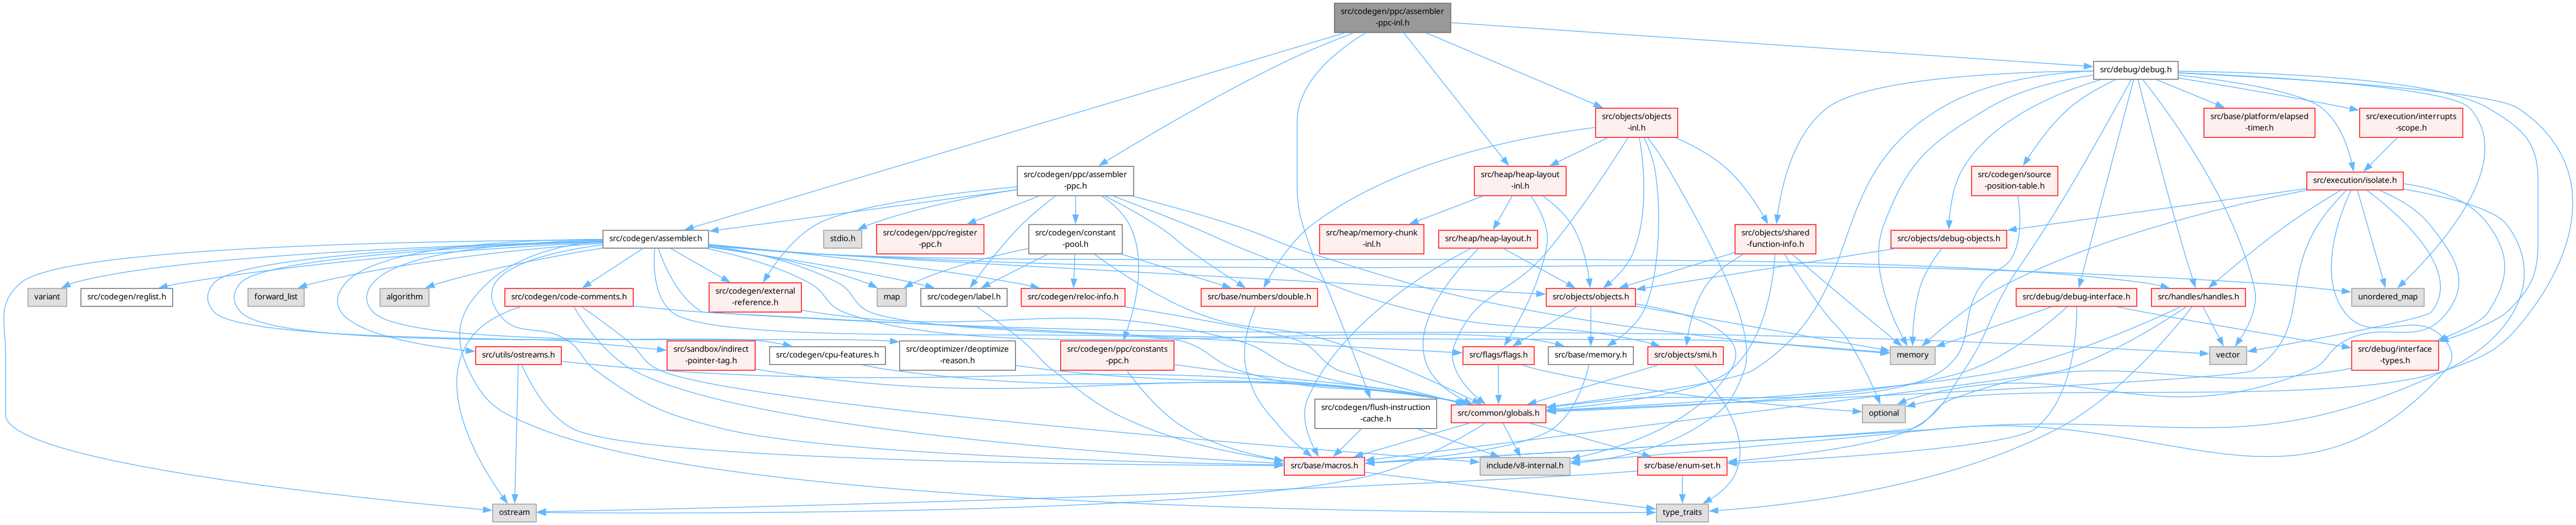 src/codegen/ppc/assembler
-ppc-inl.h
src/debug/debug.h
src/objects/objects
-inl.h
src/base/platform/elapsed
-timer.h
src/execution/interrupts
-scope.h
src/codegen/ppc/assembler
-ppc.h
src/heap/heap-layout
-inl.h
src/codegen/source
-position-table.h
src/execution/isolate.h
src/codegen/assembler.h
stdio.h
src/codegen/ppc/register
-ppc.h
src/codegen/constant
-pool.h
src/heap/memory-chunk
-inl.h
src/heap/heap-layout.h
src/objects/shared
-function-info.h
src/objects/debug-objects.h
variant
src/codegen/reglist.h
forward_list
algorithm
src/codegen/code-comments.h
src/codegen/external
-reference.h
map
src/codegen/label.h
src/codegen/reloc-info.h
src/base/numbers/double.h
src/objects/objects.h
src/debug/debug-interface.h
src/handles/handles.h
unordered_map
src/utils/ostreams.h
src/sandbox/indirect
-pointer-tag.h
src/codegen/cpu-features.h
src/deoptimizer/deoptimize
-reason.h
src/codegen/ppc/constants
-ppc.h
src/flags/flags.h
src/base/memory.h
src/objects/smi.h
memory
vector
src/debug/interface
-types.h
src/codegen/flush-instruction
-cache.h
src/common/globals.h
optional
src/base/macros.h
include/v8-internal.h
src/base/enum-set.h
ostream
type_traits